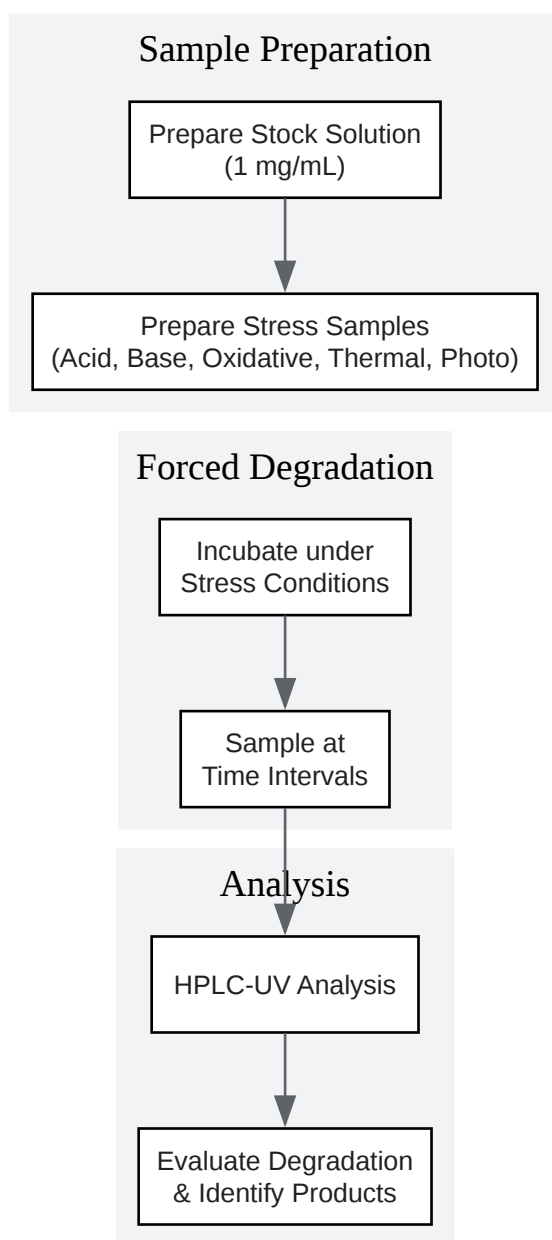 Sample Preparation
Prepare Stock Solution
(1 mg/mL)
Prepare Stress Samples
(Acid, Base, Oxidative, Thermal, Photo)
Forced Degradation
Incubate under
Stress Conditions
Sample at
Time Intervals
Analysis
HPLC-UV Analysis
Evaluate Degradation
& Identify Products